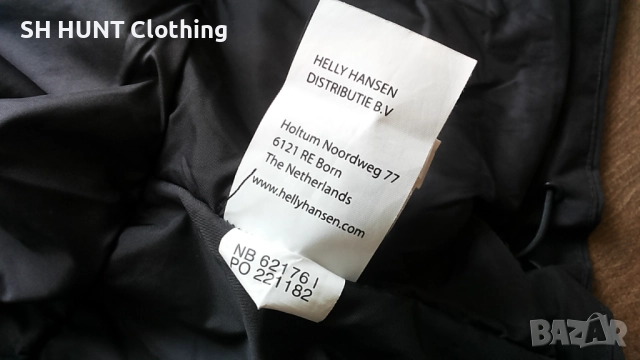 SH HUNT Clothing
HELLY HANSEN
DISTRIBUTIE B.V
Holtum Noordweg 77
6121 RE Born
The Netherlands
www.hellyhansen.com
NB 62176 I
PO 221182
BAZAR